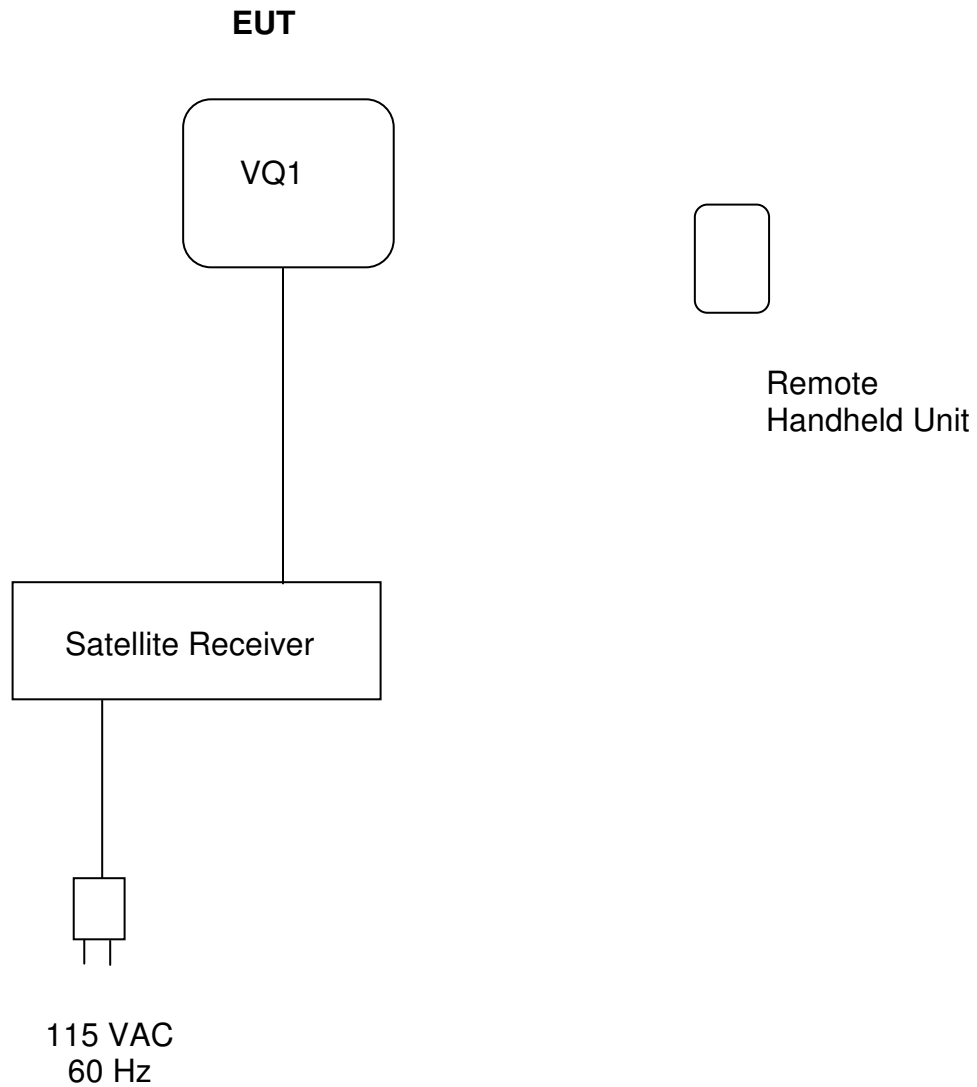 EUT
VQ1
Remote
Handheld Unit
Satellite Receiver
115 VAC
60 Hz